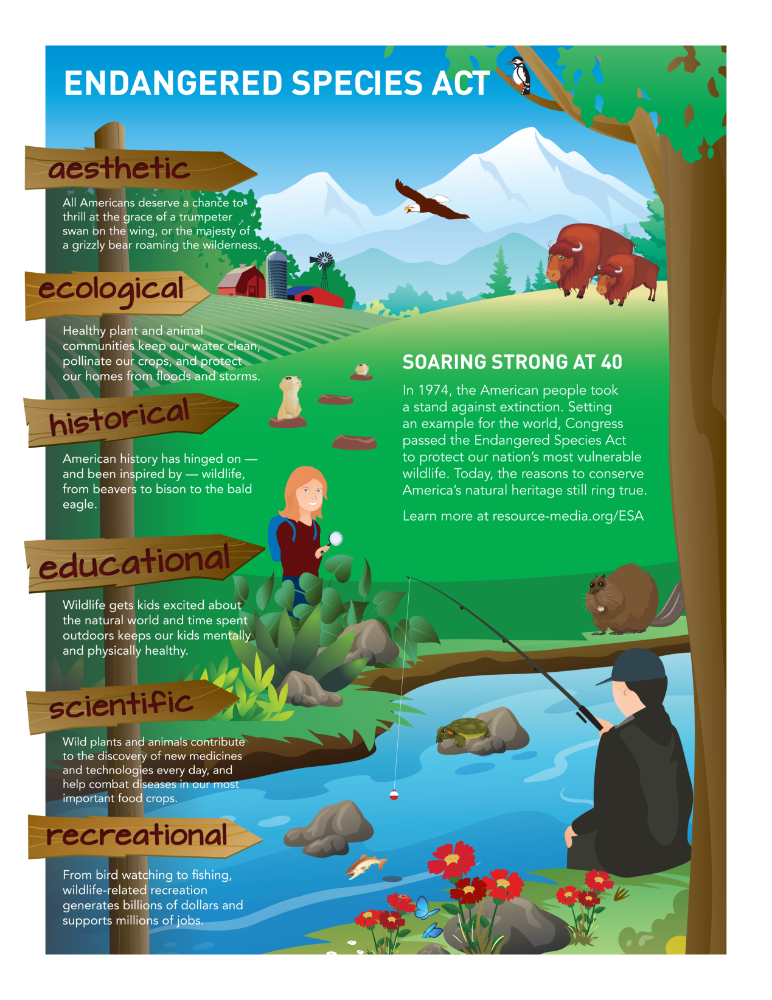 ENDANGERED SPECIES ACT
aesthetic
All Americans deserve a chance to
thrill at the grace of a trumpeter
swan on the wing, or the majesty of
a grizzly bear roaming the wilderness.
ecological
Healthy plant and animal
communities keep our water clean,
pollinate our crops, and protect
our homes from floods and storms.
historical
American history has hinged on —
and been inspired by — wildlife,
from beavers to bison to the bald
eagle.
educational
Wildlife gets kids excited about
the natural world and time spent
outdoors keeps our kids mentally
and physically healthy.
scientific
Wild plants and animals contribute
to the discovery of new medicines
and technologies every day, and
help combat diseases in our most
important food crops.
recreational
From bird watching to fishing,
wildlife-related recreation
generates billions of dollars and
supports millions of jobs.
SOARING STRONG AT 40
In 1974, the American people took
a stand against extinction. Setting
an example for the world, Congress
passed the Endangered Species Act
to protect our nation's most vulnerable
wildlife. Today, the reasons to conserve
America's natural heritage still ring true.
Learn more at resource-media.org/ESA